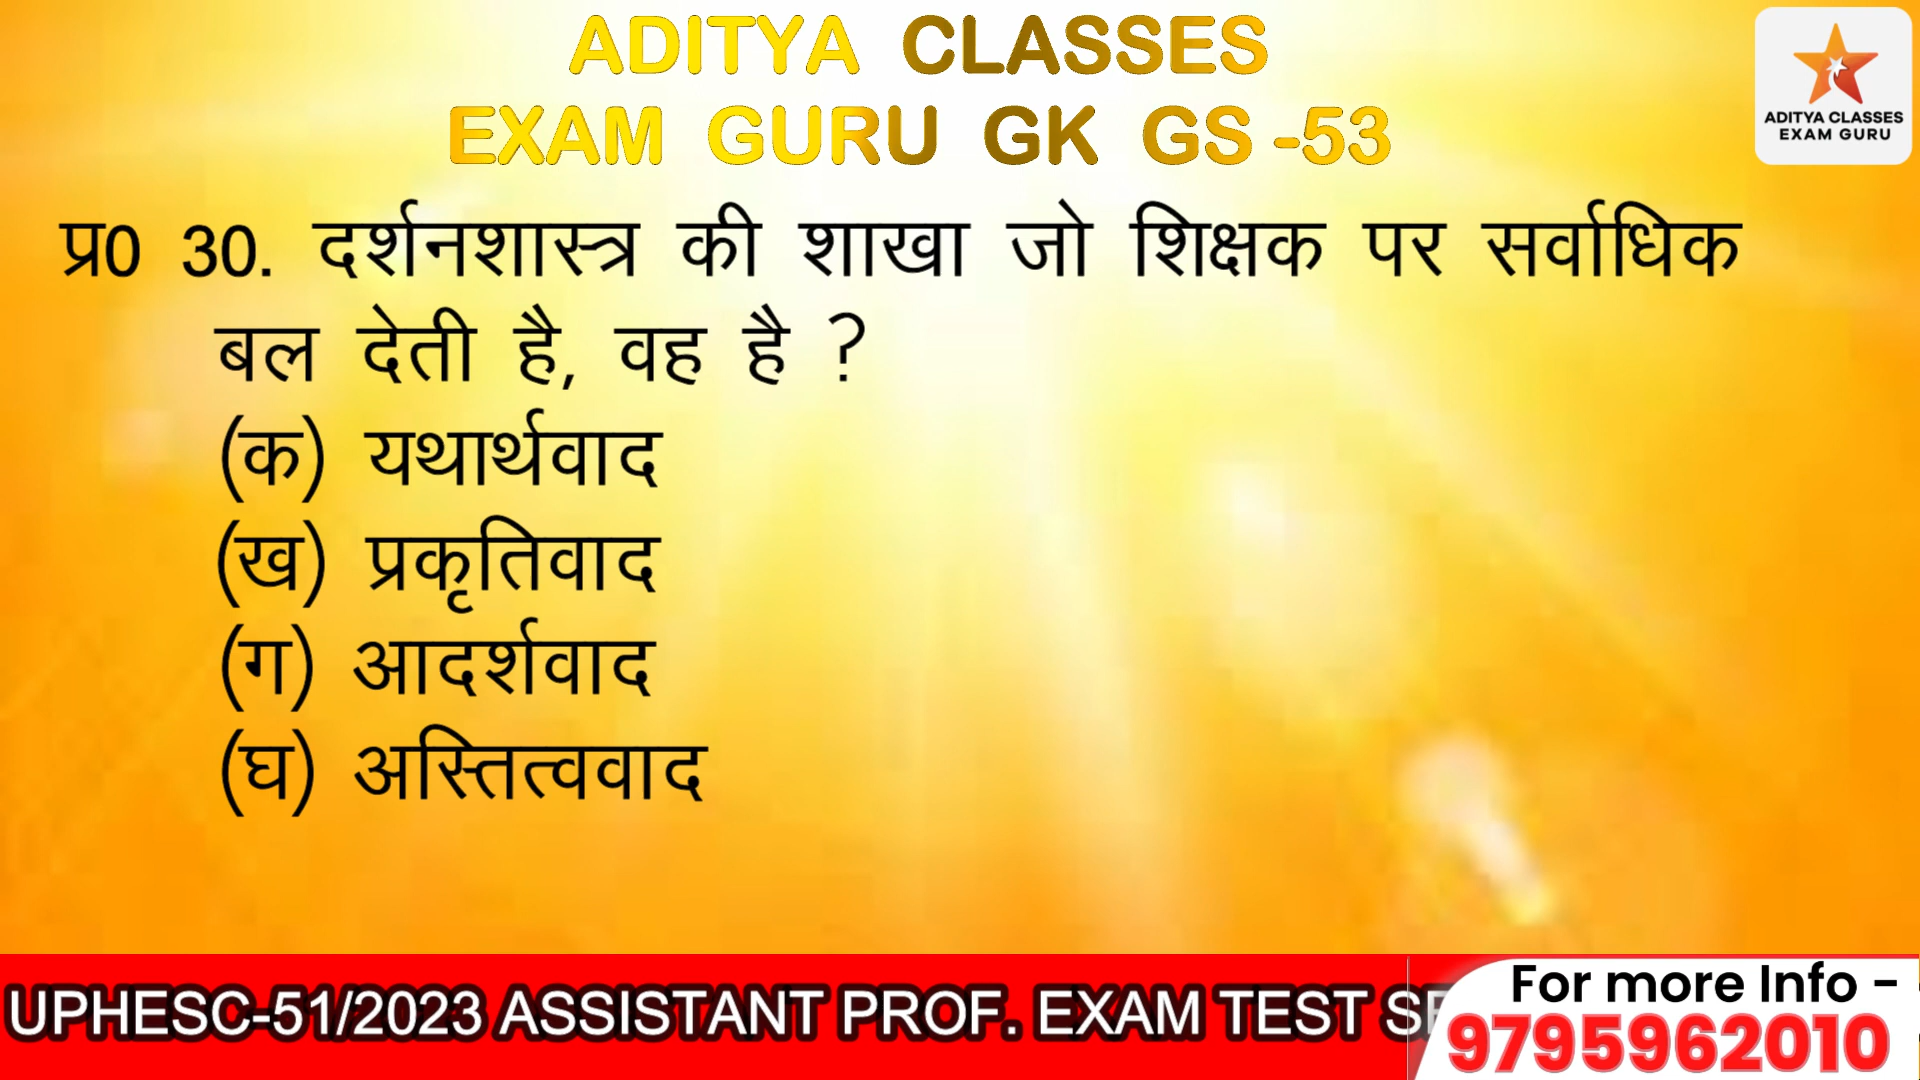 ADITYA CLASSES
EXAM GURU GK GS -53
ADITYA CLASSES
EXAM GURU
प्र0 30. दर्शनशास्त्र की शाखा जो शिक्षक पर सर्वाधिक
बल देती है, वह है ?
(क) यथार्थवाद
(ख) प्रकृतिवाद
(ग) आदर्शवाद
(घ) अस्तित्ववाद
UPHESC-51/2023 ASSISTANT PROF. EXAM TEST
For more Info -
9795962010